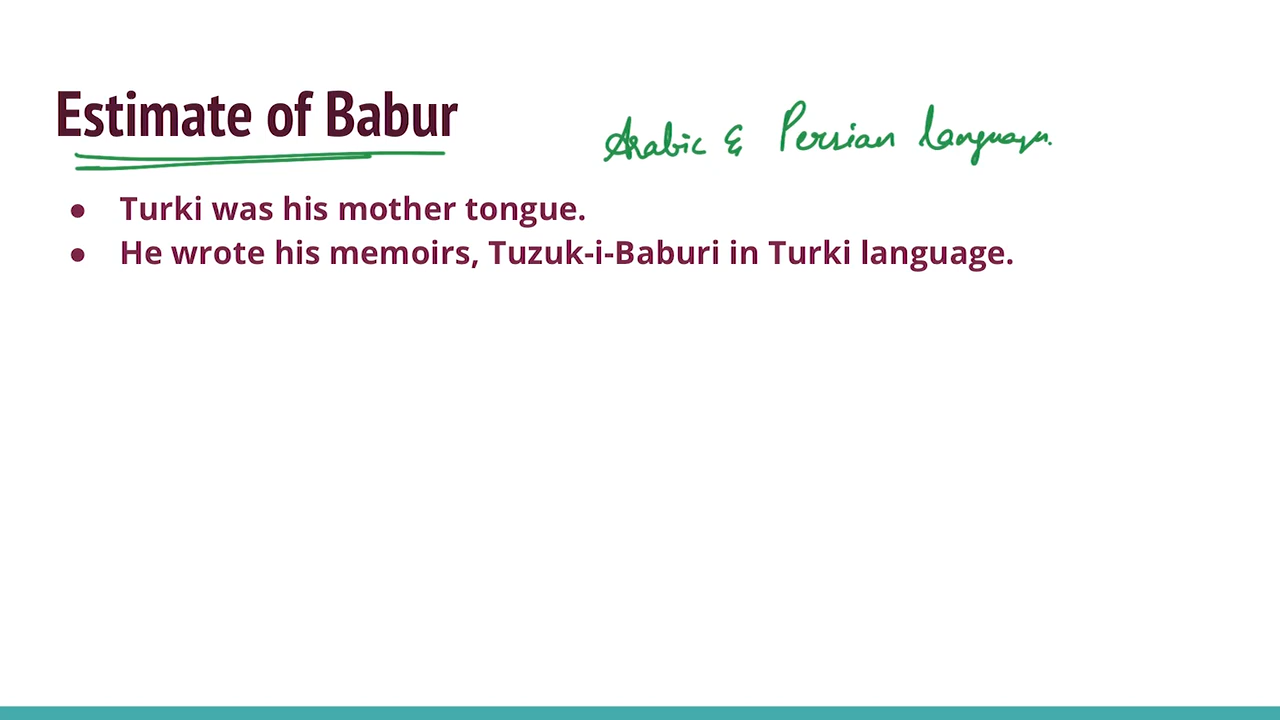 Estimate of Babur
Arabic & Persian Language.
● Turki was his mother tongue.
● He wrote his memoirs, Tuzuk-i-Baburi in Turki language.